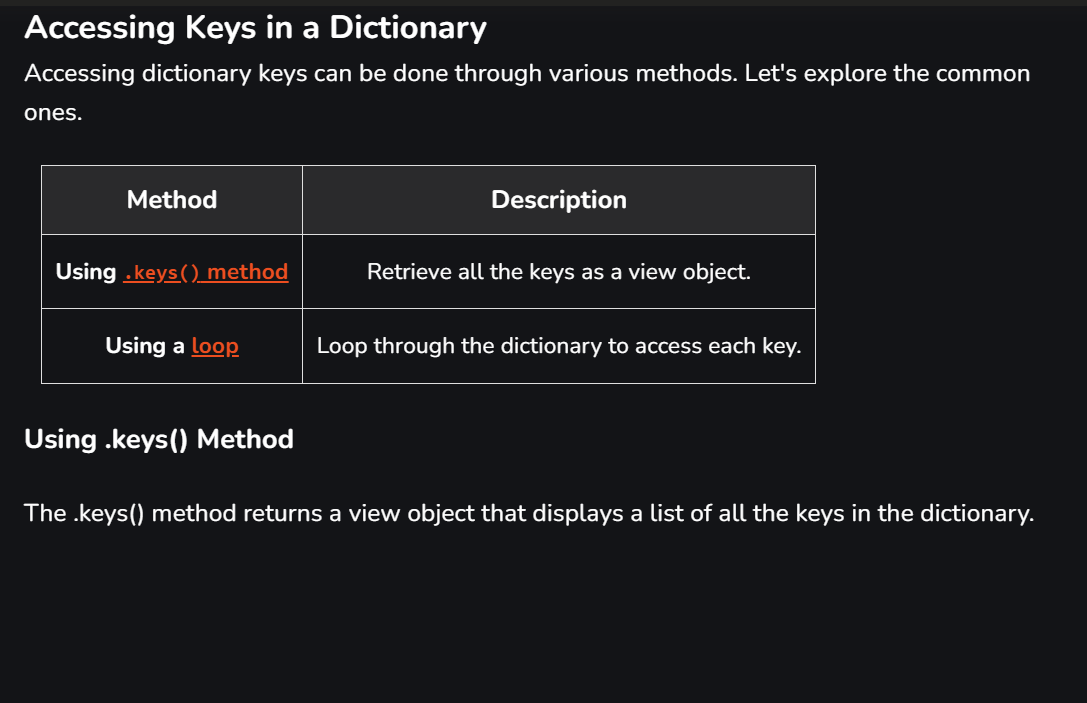 Accessing Keys in a Dictionary
Accessing dictionary keys can be done through various methods. Let's explore the common
ones.
Method Description
Using .keys() method Retrieve all the keys as a view object.
Using a loop Loop through the dictionary to access each key.
Using .keys() Method
The .keys() method returns a view object that displays a list of all the keys in the dictionary.